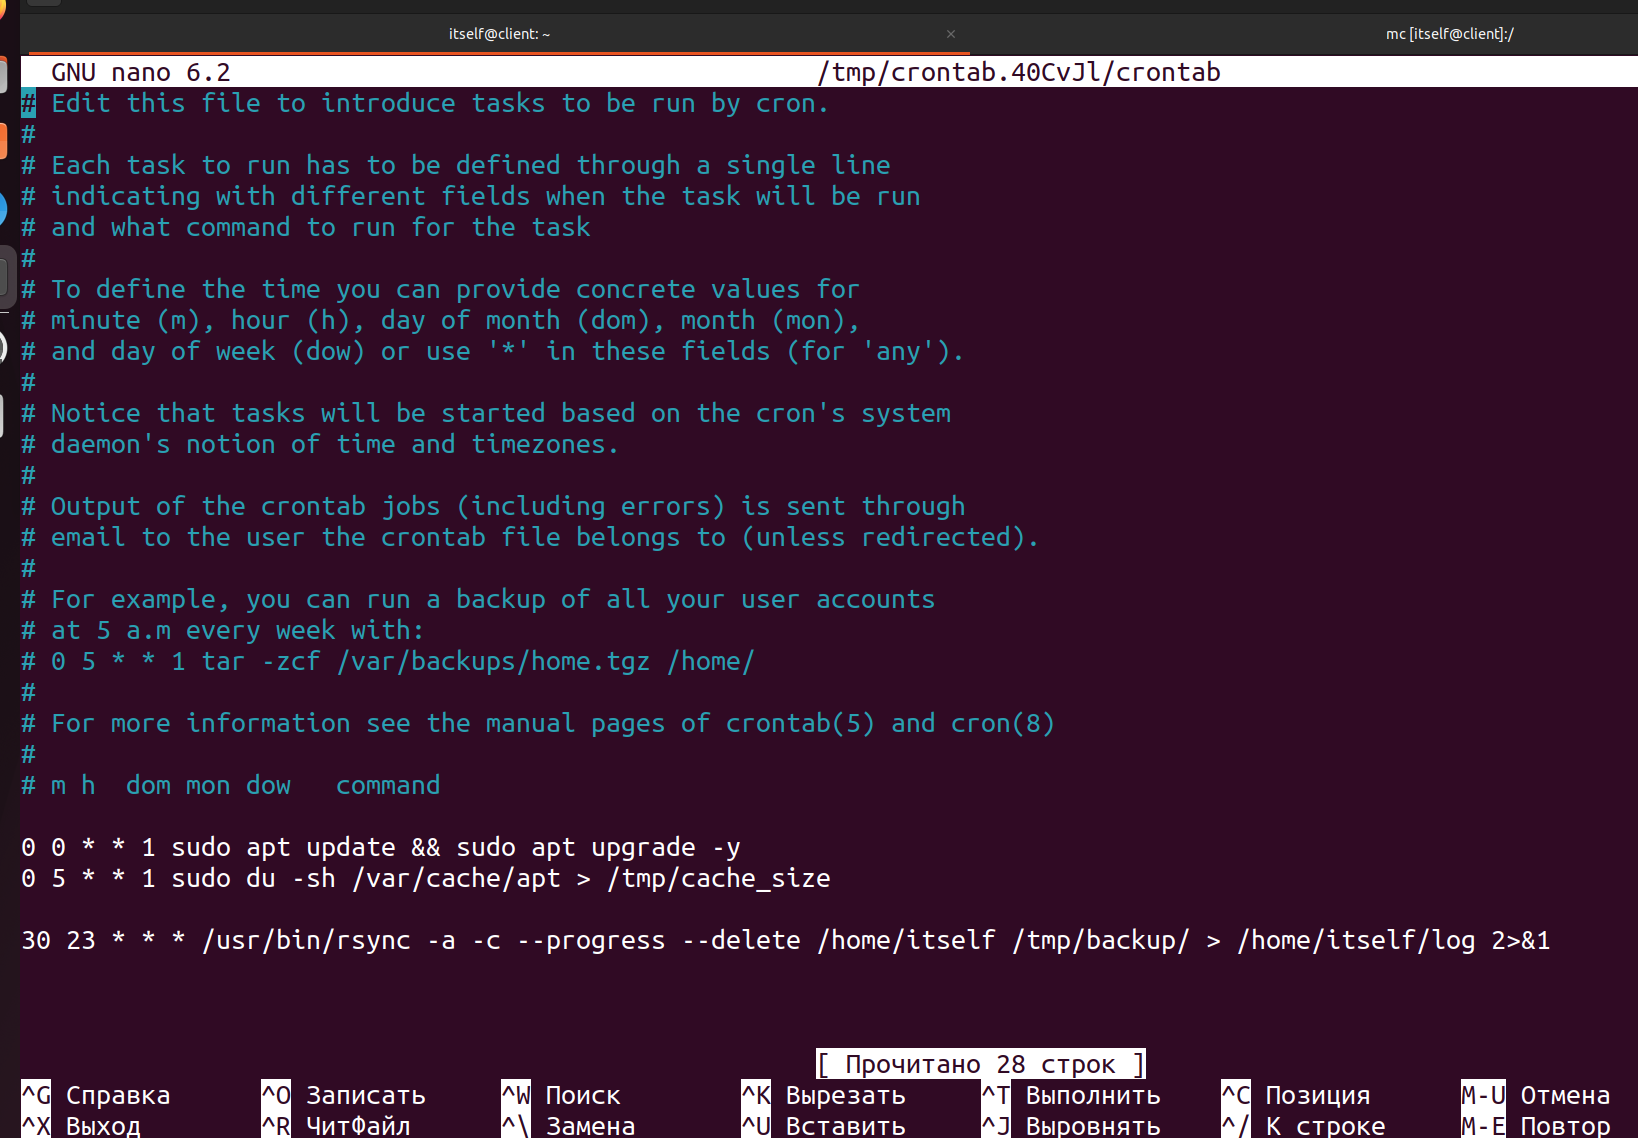 itself@client: ~ × mc [itself@client]:/
GNU nano 6.2 /tmp/crontab.40CvJl/crontab
# Edit this file to introduce tasks to be run by cron.
#
# Each task to run has to be defined through a single line
# indicating with different fields when the task will be run
# and what command to run for the task
#
# To define the time you can provide concrete values for
# minute (m), hour (h), day of month (dom), month (mon),
# and day of week (dow) or use '*' in these fields (for 'any').
#
# Notice that tasks will be started based on the cron's system
# daemon's notion of time and timezones.
#
# Output of the crontab jobs (including errors) is sent through
# email to the user the crontab file belongs to (unless redirected).
#
# For example, you can run a backup of all your user accounts
# at 5 a.m every week with:
# 0 5 * * 1 tar -zcf /var/backups/home.tgz /home/
#
# For more information see the manual pages of crontab(5) and cron(8)
#
# m h  dom mon dow   command
0 0 * * 1 sudo apt update && sudo apt upgrade -y
0 5 * * 1 sudo du -sh /var/cache/apt > /tmp/cache_size
30 23 * * * /usr/bin/rsync -a -c --progress --delete /home/itself /tmp/backup/ > /home/itself/log 2>&1
[ Прочитано 28 строк ]
^G Справка ^O Записать ^W Поиск ^K Вырезать ^T Выполнить ^C Позиция M-U Отмена
^X Выход ^R ЧитФайл ^\ Замена ^U Вставить ^J Выровнять ^/ К строке M-E Повтор